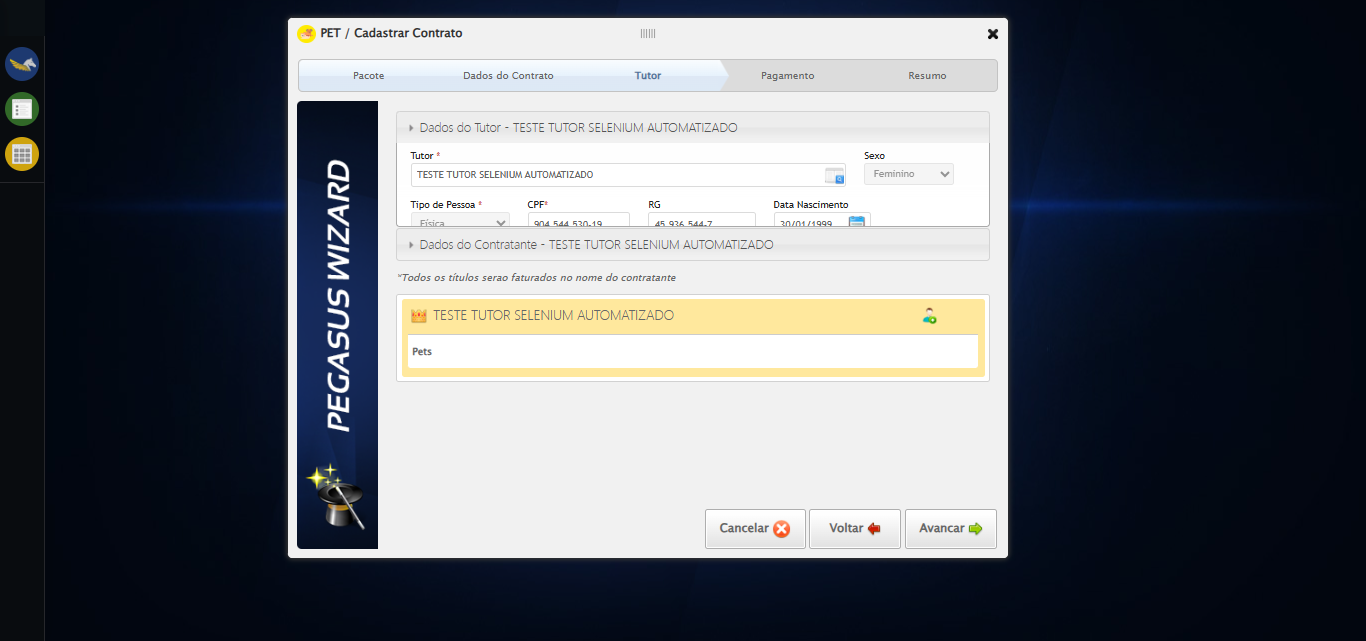 PET / Cadastrar Contrato
Pacote
Dados do Contrato
Tutor
Pagamento
Resumo
PEGASUS WIZARD
Dados do Tutor - TESTE TUTOR SELENIUM AUTOMATIZADO
Tutor *
Sexo
TESTE TUTOR SELENIUM AUTOMATIZADO
Feminino
Tipo de Pessoa *
CPF*
RG
Data Nascimento
Física
904.544.530-19
45.936.544-7
30/01/1999
Dados do Contratante - TESTE TUTOR SELENIUM AUTOMATIZADO
*Todos os títulos serao faturados no nome do contratante
TESTE TUTOR SELENIUM AUTOMATIZADO
Pets
Cancelar
Voltar
Avancar